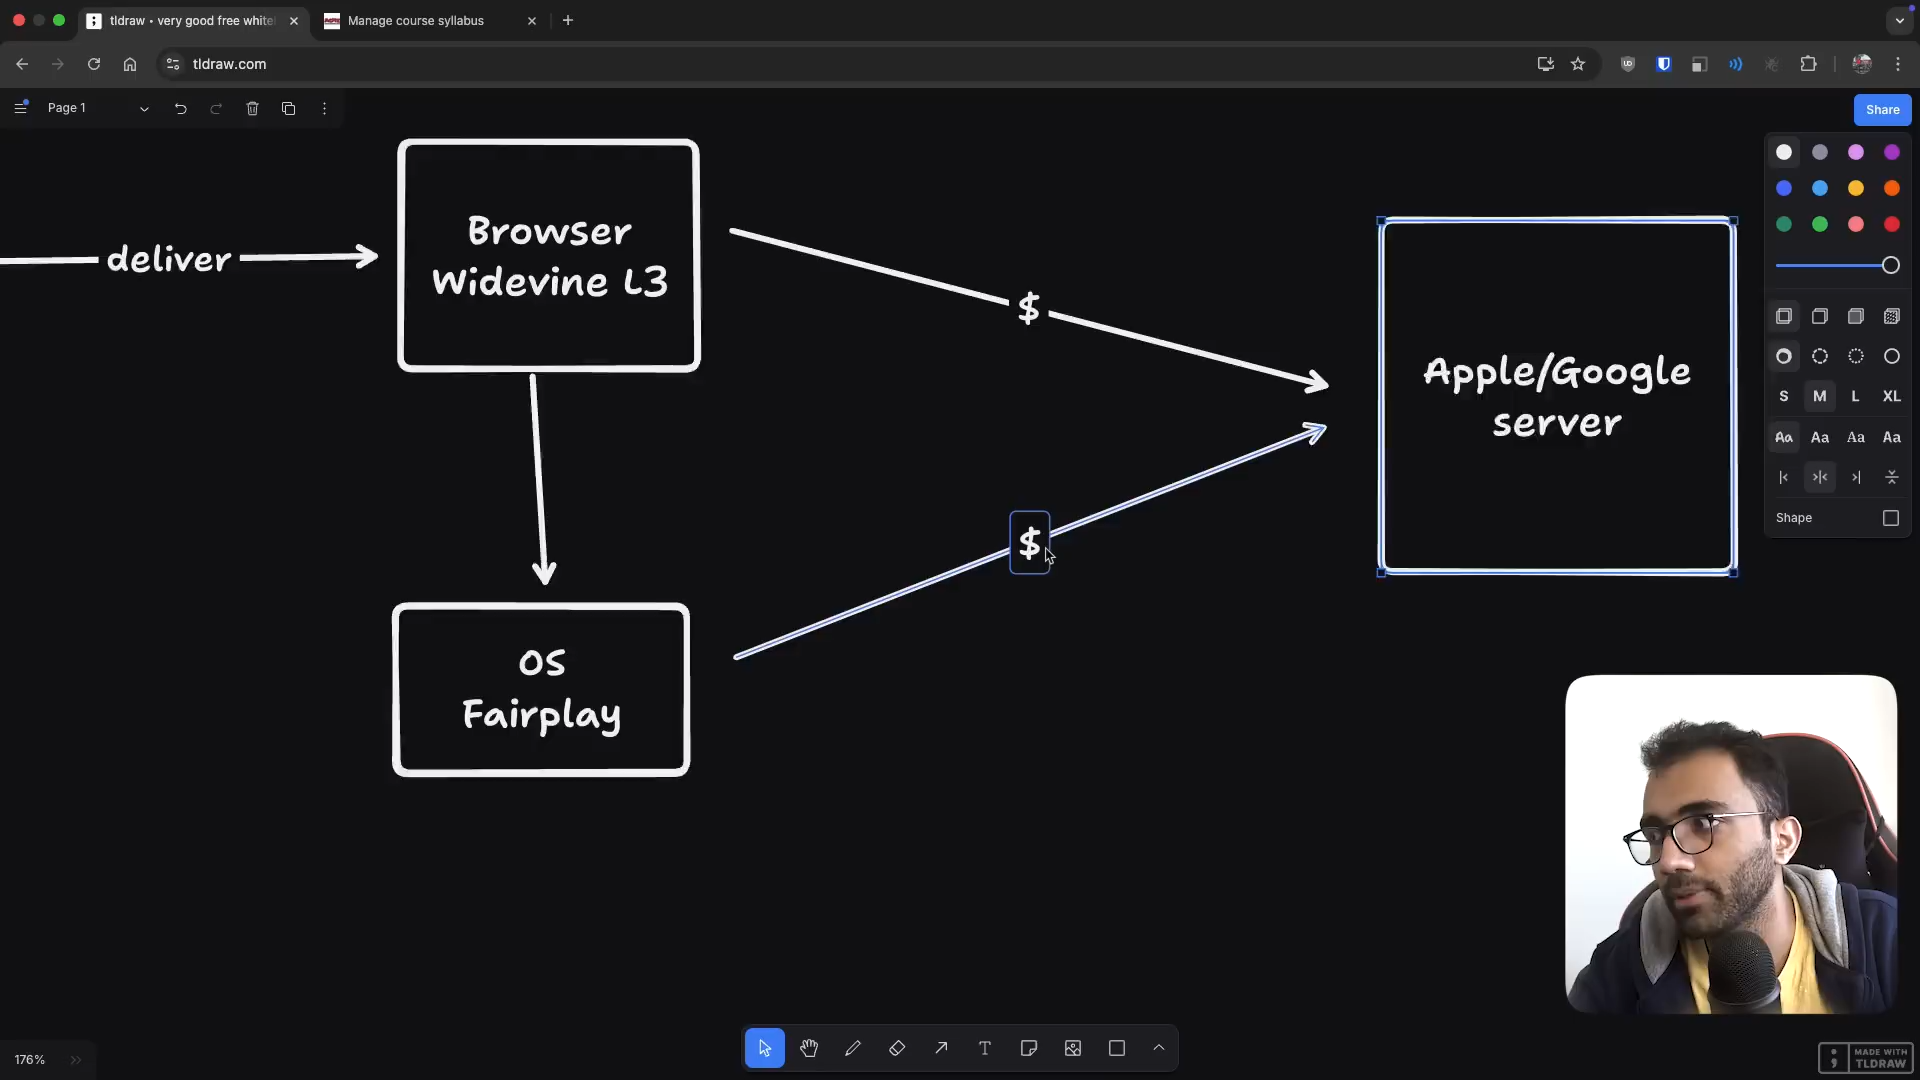 tldraw • very good free white
Manage course syllabus
tldraw.com
Page 1
Share
deliver
Browser
Widevine L3
$
Apple/Google
server
$
OS
Fairplay
S M L XL
Aa Aa Aa Aa
Shape
176%
MADE WITH
TLDRAW